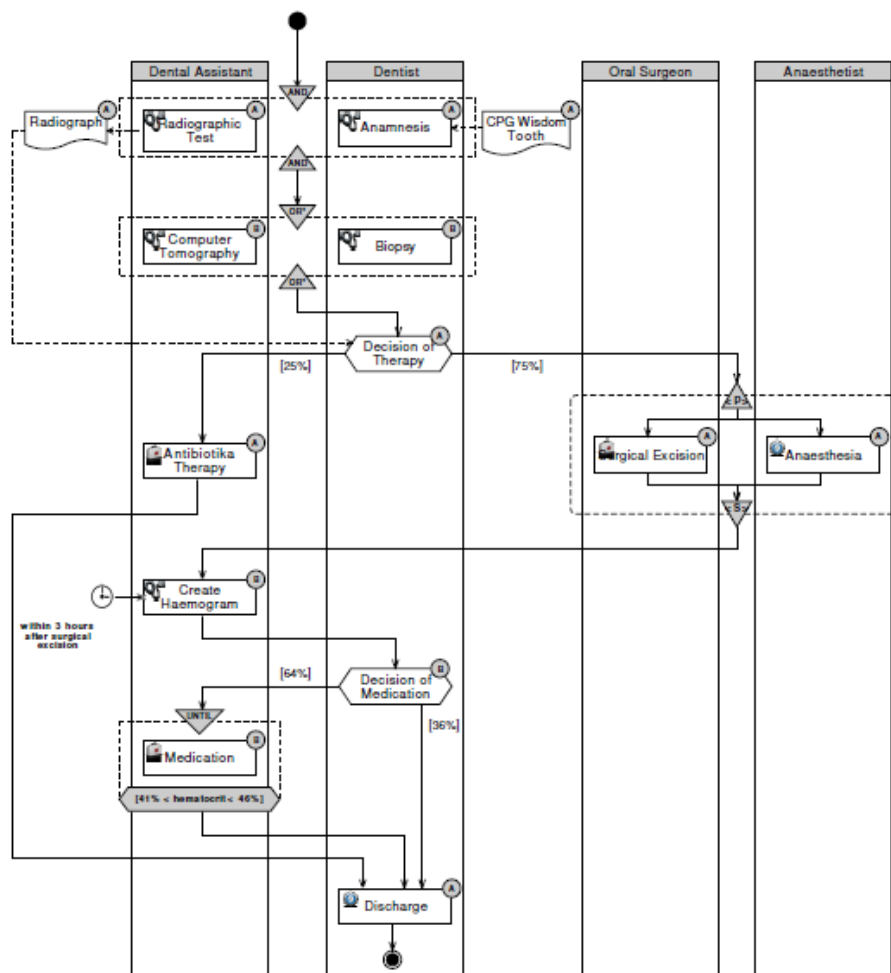 Dental Assistant
Dentist
Oral Surgeon
Anaesthetist
AND
A
Radiograph
A
Radiographic
Test
A
Anamnesis
A
CPG Wisdom
Tooth
AND
OR*
B
Computer
Tomography
B
Biopsy
OR*
A
Decision of
Therapy
[25%]
[75%]
<P>
A
Antibiotika
Therapy
A
rgical Excision
A
Anaesthesia
<S>
B
Create
Haemogram
within 3 hours
after surgical
excision
B
Decision of
Medication
[64%]
[36%]
UNTIL
B
Medication
[41% < hematocrit< 46%]
A
Discharge